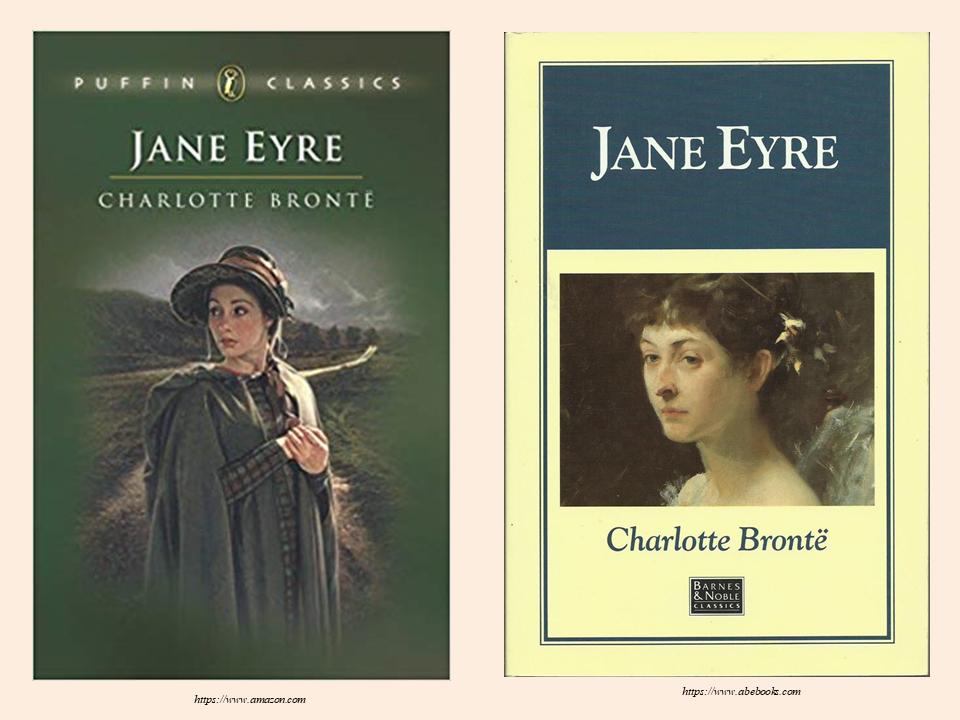 PUFFIN CLASSICS
JANE EYRE
CHARLOTTE BRONTË
https://www.amazon.com
JANE EYRE
Charlotte Brontë
BARNES
& NOBLE
CLASSICS
https://www.abebooks.com